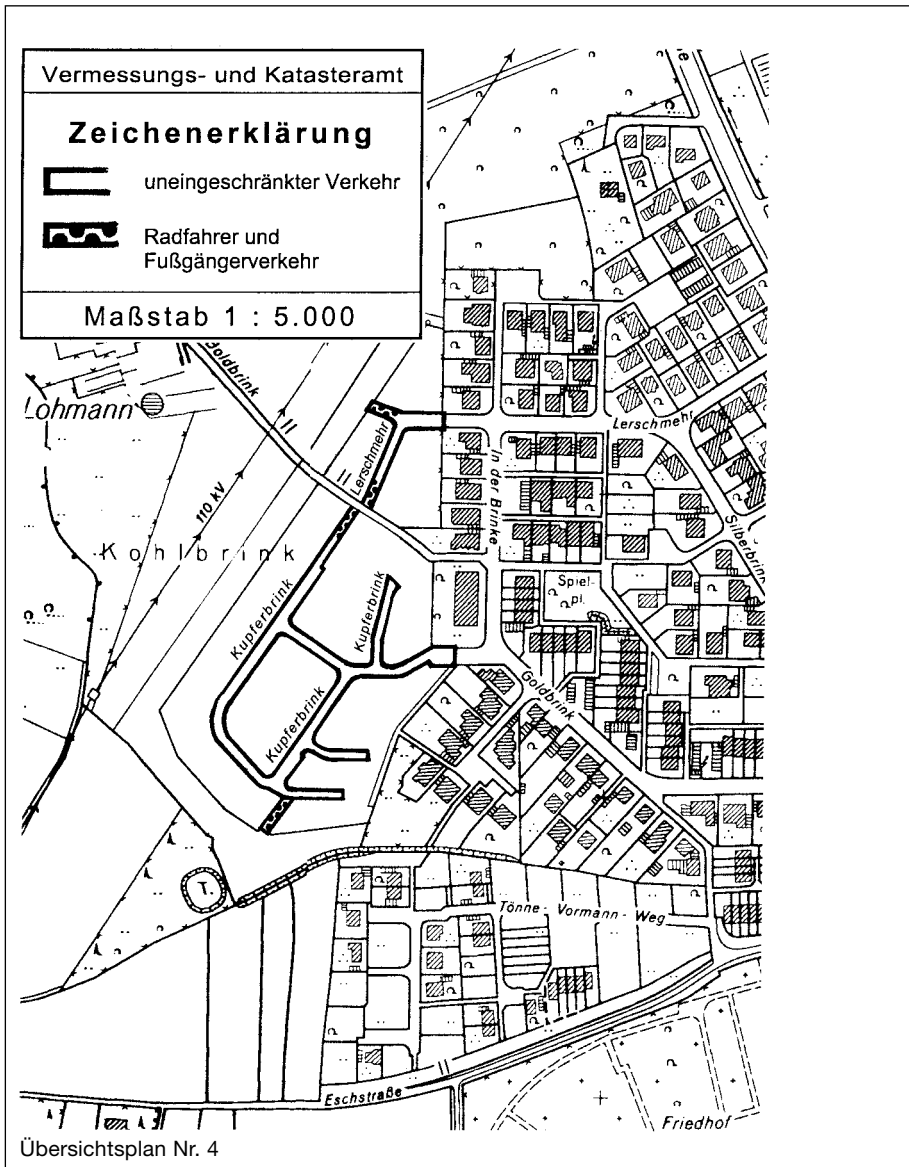 Vermessungs- und Katasteramt
Zeichenerklärung
uneingeschränkter Verkehr
Radfahrer und
Fußgängerverkehr
Maßstab 1 : 5.000
Goldbrink
Lohmann
Lerschmehr
Lerschmehr
In der Brinke
110 kV
Kohlbrink
Silberbrink
Kupferbrink
Kupferbrink
Spiel-
pl.
Goldbrink
Kupferbrink
T.
Tönne-Vormann-Weg
Eschstraße
Friedhof
Übersichtsplan Nr. 4